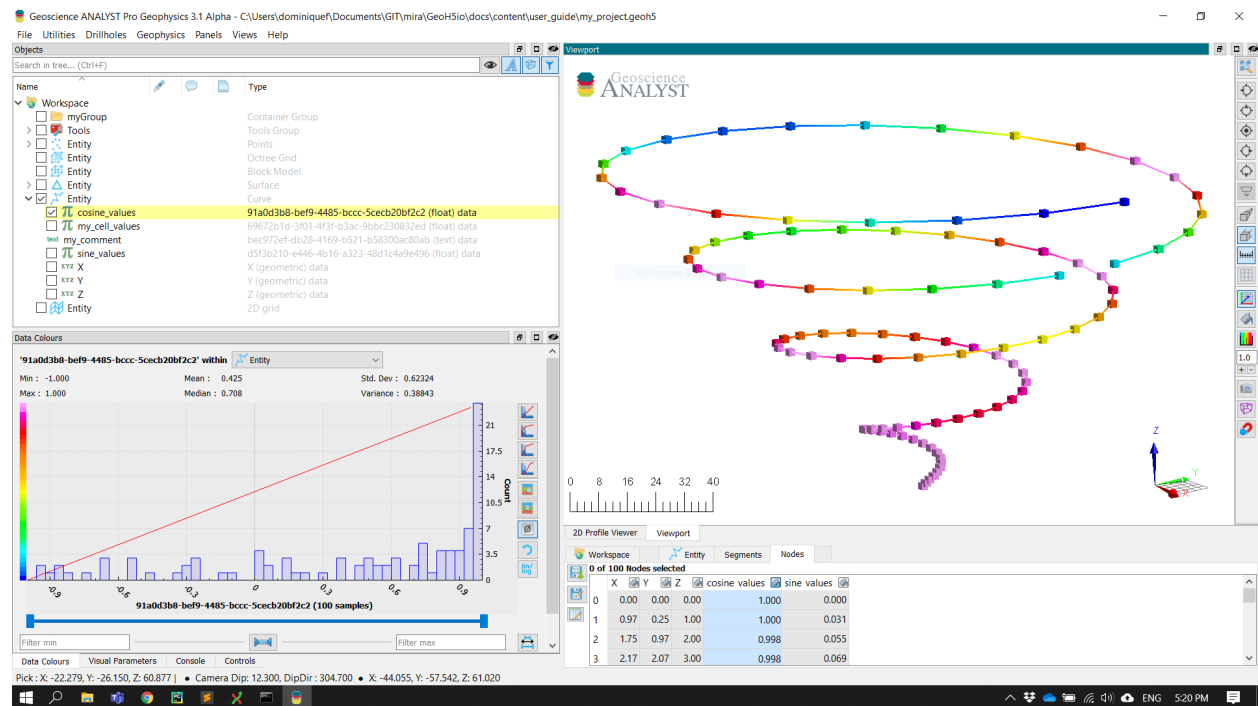 Geoscience ANALYST Pro Geophysics 3.1 Alpha - C:\Users\dominiquef\Documents\GIT\mira\GeoH5io\docs\content\user_guide/my_project.geoh5
File Utilities Drillholes Geophysics Panels Views Help
Objects
Search in tree... (Ctrl+F)
Name Type
Workspace
myGroup Container Group
Tools Tools Group
Entity Points
Entity Octree Grid
Entity Block Model
Entity Surface
Entity Curve
cosine_values 91a0d3b8-bef9-4485-bccc-5cecb20bf2c2 (float) data
my_cell_values 69672b1d-3f01-4f3f-b3ac-9bbc230832ed (float) data
text my_comment bec972ef-db28-4169-b521-b58300ac80ab (text) data
sine_values d5f3b210-e446-4b16-a323-48d1c4a9e496 (float) data
XYZ X X (geometric) data
XYZ Y Y (geometric) data
XYZ Z Z (geometric) data
Entity 2D grid
Data Colours
'91a0d3b8-bef9-4485-bccc-5cecb20bf2c2' within Entity
Min : -1.000 Mean : 0.425 Std. Dev : 0.62324
Max : 1.000 Median : 0.708 Variance : 0.38843
21
17.5
14
10.5
7
3.5
0
Count
-0.9 -0.6 -0.3 0 0.3 0.6 0.9
91a0d3b8-bef9-4485-bccc-5cecb20bf2c2 (100 samples)
lin/
log
Filter min Filter max
Data Colours Visual Parameters Console Controls
Viewport
Geoscience
ANALYST
Full-screen
Z
Y
X
0 8 16 24 32 40
1.0
2D Profile Viewer Viewport
Workspace Entity Segments Nodes
0 of 100 Nodes selected
X Y Z cosine values sine values
0 0.00 0.00 0.00 1.000 0.000
1 0.97 0.25 1.00 1.000 0.031
2 1.75 0.97 2.00 0.998 0.055
3 2.17 2.07 3.00 0.998 0.069
Pick : X: -22.279, Y: -26.150, Z: 60.877 | • Camera Dip: 12.300, DipDir : 304.700 • X: -44.055, Y: -57.542, Z: 61.020
ENG 5:20 PM